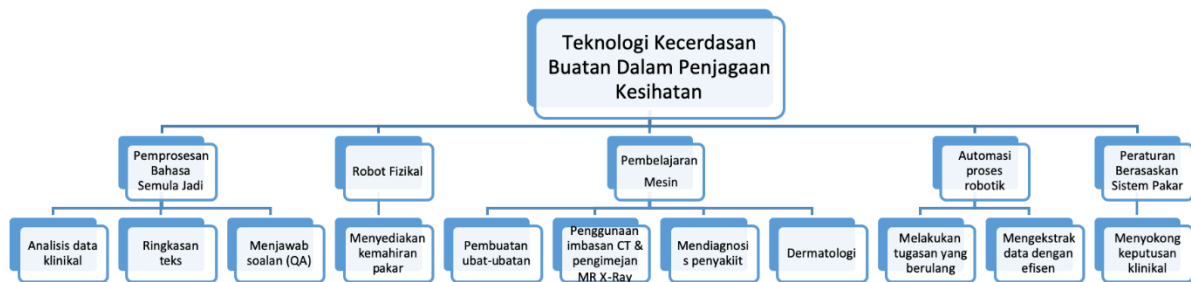 Teknologi Kecerdasan
Buatan Dalam Penjagaan
Kesihatan
Pemprosesan
Bahasa
Semula Jadi
Robot Fizikal
Pembelajaran
Mesin
Automasi
proses
robotik
Peraturan
Berasaskan
Sistem Pakar
Analisis data
klinikal
Ringkasan
teks
Menjawab
soalan (QA)
Menyediakan
kemahiran
pakar
Pembuatan
ubat-ubatan
Penggunaan
imbasan CT &
pengimejan
MR X-Ray
Mendiagnosi
s penyakiit
Dermatologi
Melakukan
tugasan yang
berulang
Mengekstrak
data dengan
efisen
Menyokong
keputusan
klinikal